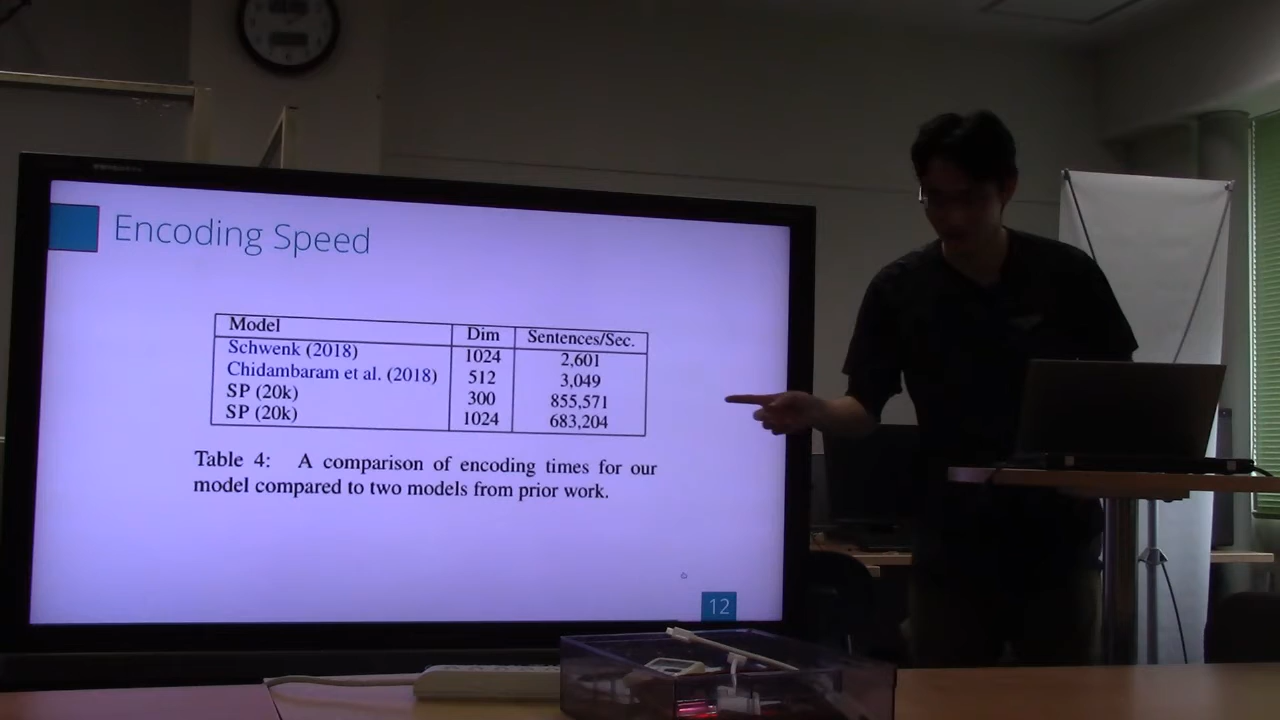 Encoding Speed
Model Dim Sentences/Sec.
Schwenk (2018) 1024 2,601
Chidambaram et al. (2018) 512 3,049
SP (20k) 300 855,571
SP (20k) 1024 683,204
Table 4: A comparison of encoding times for our
model compared to two models from prior work.
12